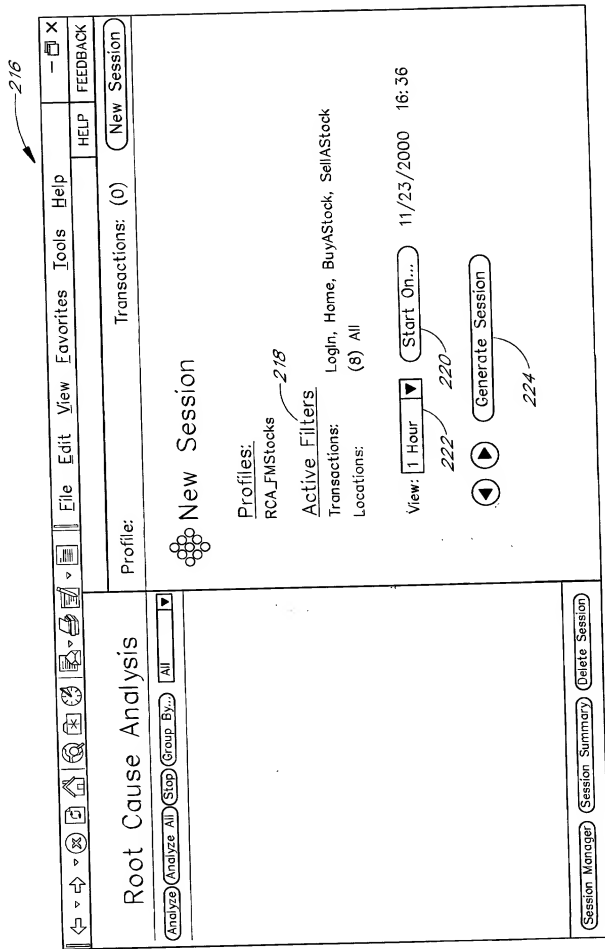 216
File Edit View Favorites Tools Help
HELP FEEDBACK
Root Cause Analysis
Analyze Analyze All Stop Group By... All
Session Manager Session Summary Delete Session
Profile: Transactions: (0) New Session
New Session
Profiles:
RCA_FMStocks
218
Active Filters
Transactions: LogIn, Home, BuyAStock, SellAStock
Locations: (8) All
View: 1 Hour Start On... 11/23/2000 16:36
222 220
Generate Session
224